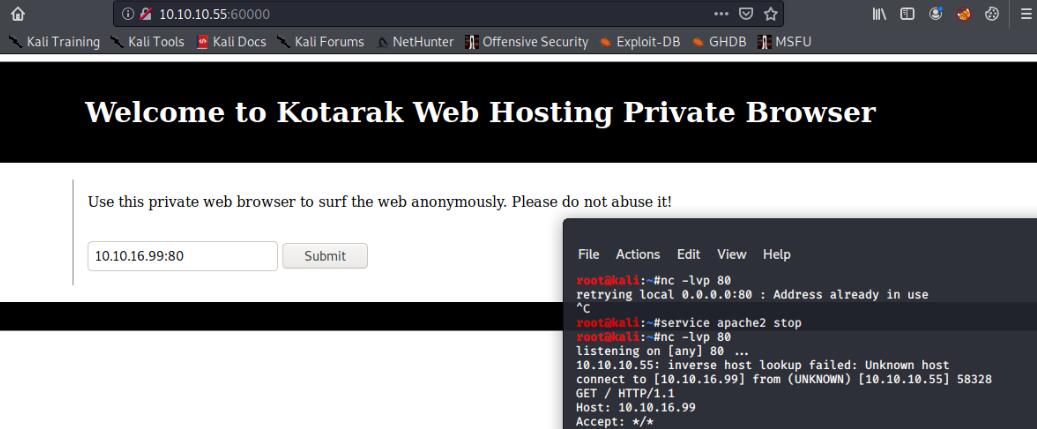 10.10.10.55:60000
Kali Training Kali Tools Kali Docs Kali Forums NetHunter Offensive Security Exploit-DB GHDB MSFU
Welcome to Kotarak Web Hosting Private Browser
Use this private web browser to surf the web anonymously. Please do not abuse it!
10.10.16.99:80 Submit
File Actions Edit View Help
root@kali:~#nc -lvp 80
retrying local 0.0.0.0:80 : Address already in use
^C
root@kali:~#service apache2 stop
root@kali:~#nc -lvp 80
listening on [any] 80 ...
10.10.10.55: inverse host lookup failed: Unknown host
connect to [10.10.16.99] from (UNKNOWN) [10.10.10.55] 58328
GET / HTTP/1.1
Host: 10.10.16.99
Accept: */*